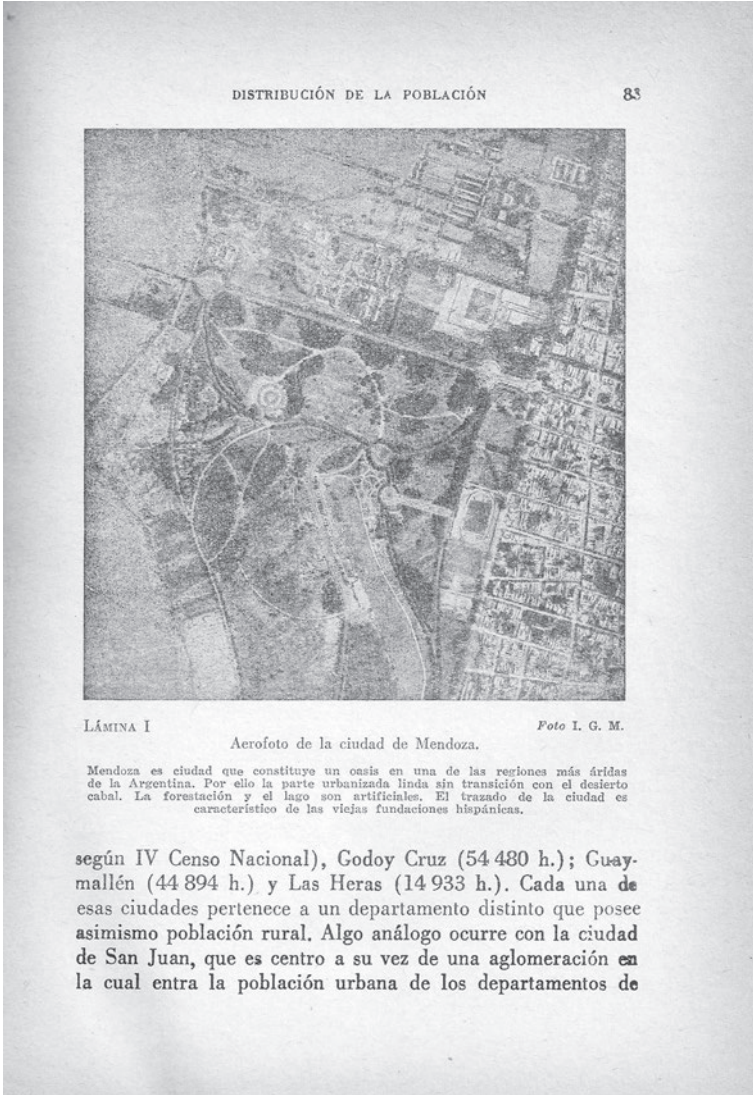 DISTRIBUCIÓN DE LA POBLACIÓN 83
LÁMINA I Foto I. G. M.
Aerofoto de la ciudad de Mendoza.
Mendoza es ciudad que constituye un oasis en una de las regiones más áridas
de la Argentina. Por ello la parte urbanizada linda sin transición con el desierto
cabal. La forestación y el lago son artificiales. El trazado de la ciudad es
característico de las viejas fundaciones hispánicas.
según IV Censo Nacional), Godoy Cruz (54 480 h.); Guay-
mallén (44 894 h.) y Las Heras (14 933 h.). Cada una de
esas ciudades pertenece a un departamento distinto que posee
asimismo población rural. Algo análogo ocurre con la ciudad
de San Juan, que es centro a su vez de una aglomeración en
la cual entra la población urbana de los departamentos de